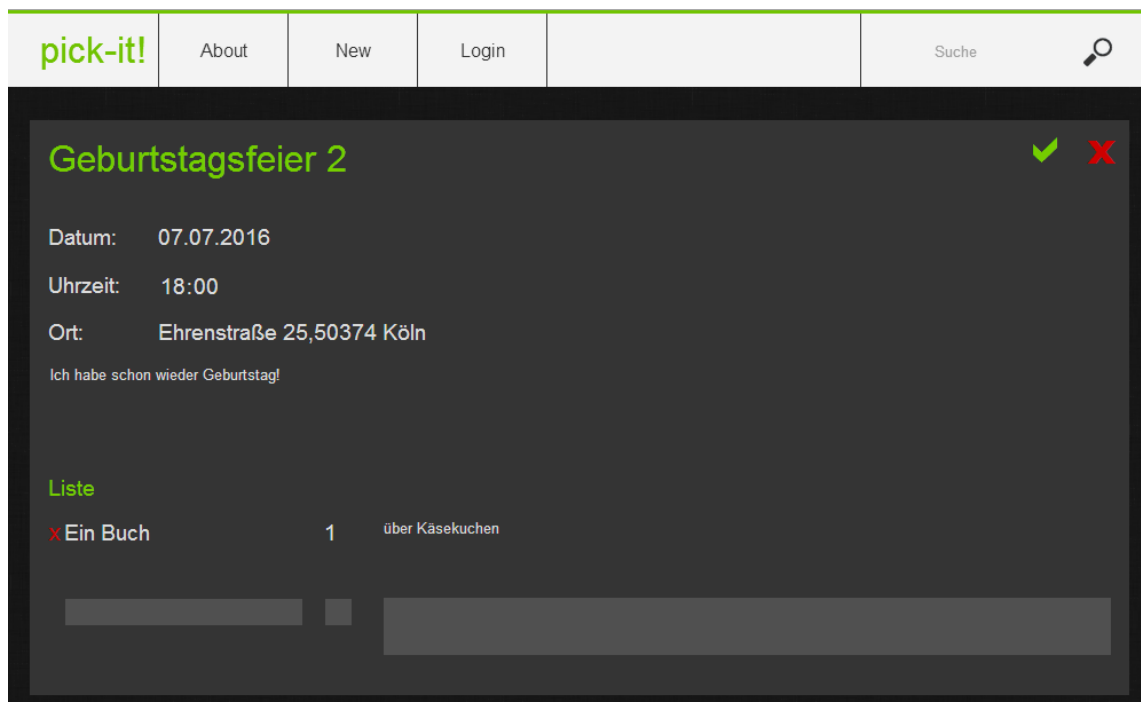 pick-it! About New Login Suche
Geburtstagsfeier 2
Datum: 07.07.2016
Uhrzeit: 18:00
Ort: Ehrenstraße 25,50374 Köln
Ich habe schon wieder Geburtstag!
Liste
x Ein Buch 1 über Käsekuchen